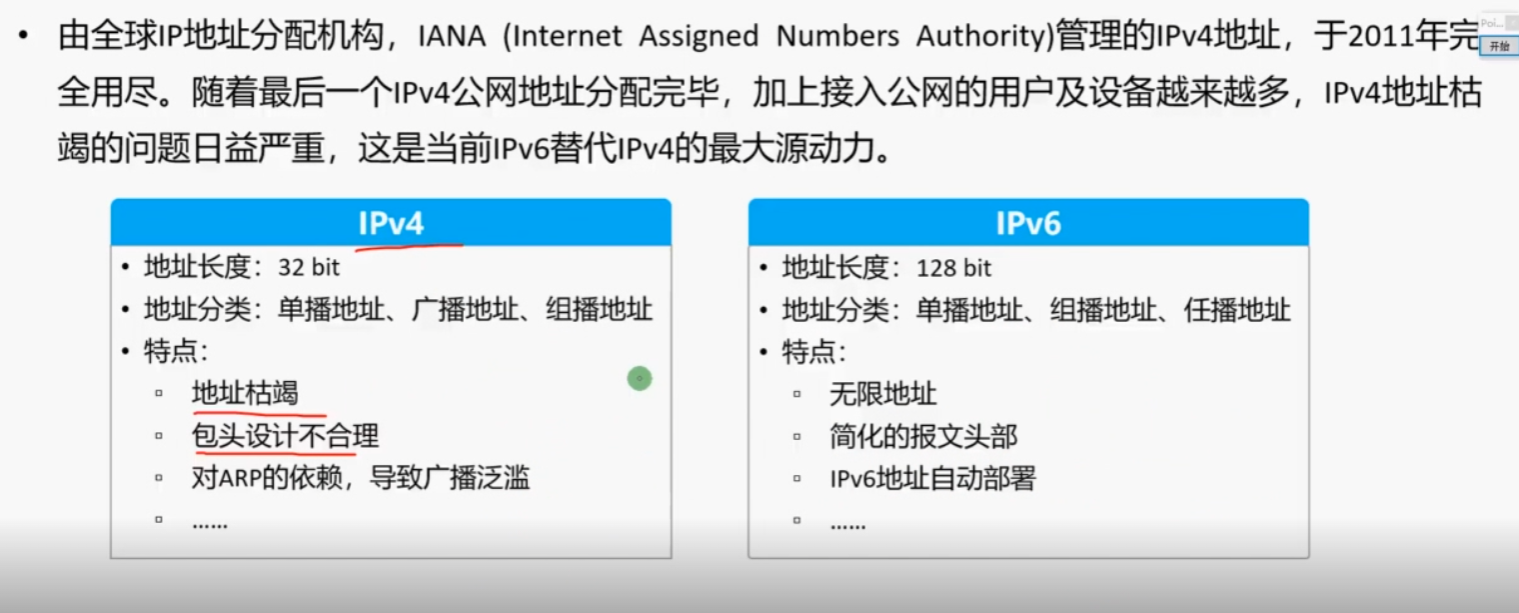 • 由全球IP地址分配机构，IANA (Internet Assigned Numbers Authority)管理的IPv4地址，于2011年完
全用尽。随着最后一个IPv4公网地址分配完毕，加上接入公网的用户及设备越来越多，IPv4地址枯
竭的问题日益严重，这是当前IPv6替代IPv4的最大源动力。
Poi...
开始
IPv4
• 地址长度：32 bit
• 地址分类：单播地址、广播地址、组播地址
• 特点：
▫ 地址枯竭
▫ 包头设计不合理
▫ 对ARP的依赖，导致广播泛滥
▫ ......
IPv6
• 地址长度：128 bit
• 地址分类：单播地址、组播地址、任播地址
• 特点：
▫ 无限地址
▫ 简化的报文头部
▫ IPv6地址自动部署
▫ ......